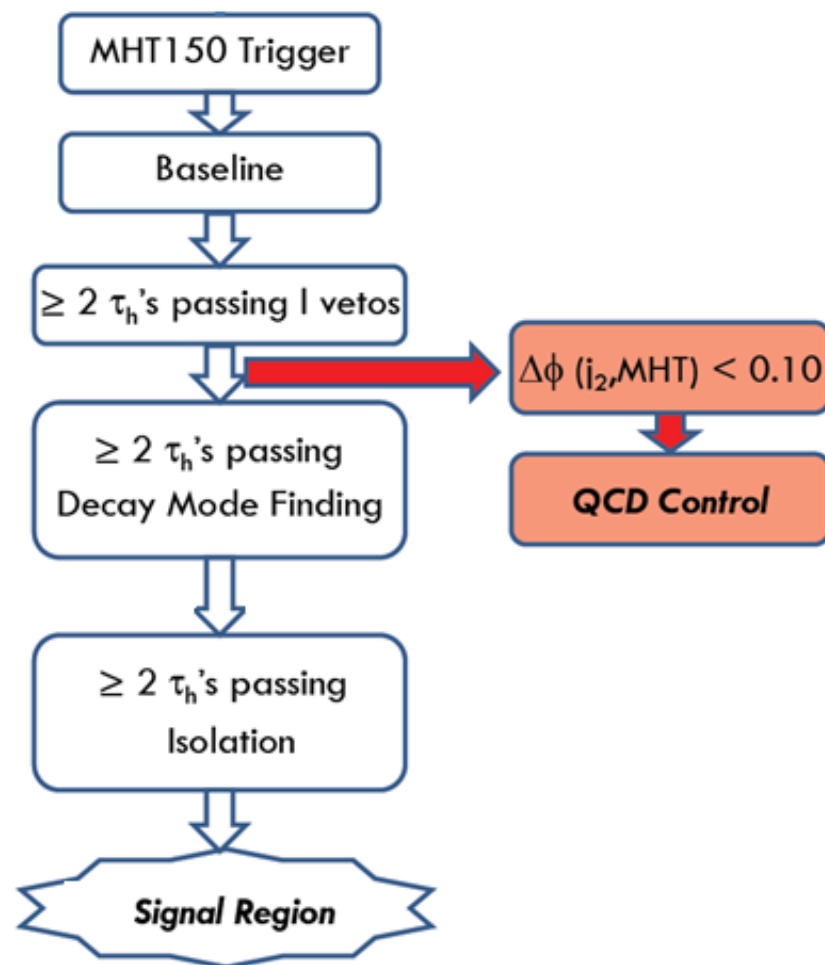 MHT150 Trigger
Baseline
≥ 2 τh's passing l vetos
Δϕ (j2,MHT) < 0.10
≥ 2 τh's passing
Decay Mode Finding
QCD Control
≥ 2 τh's passing
Isolation
Signal Region